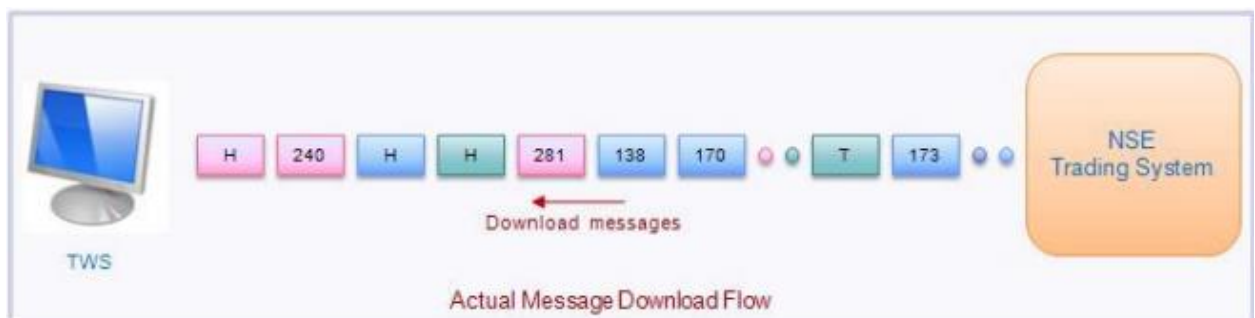 H 240 H H 281 138 170 T 173
NSE
Trading System
Download messages
TWS
Actual Message Download Flow